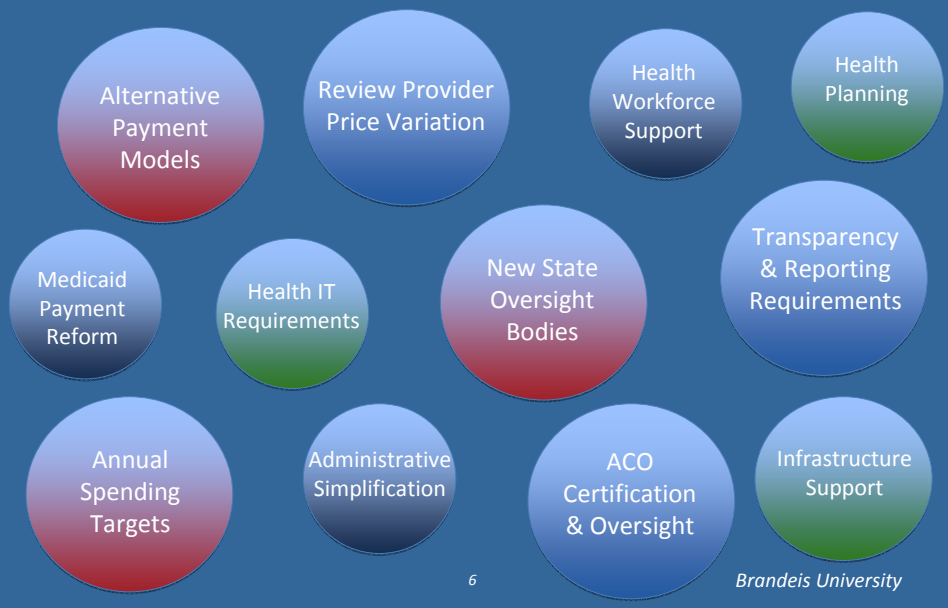 Alternative
Payment
Models
Review Provider
Price Variation
Health
Workforce
Support
Health
Planning
Medicaid
Payment
Reform
Health IT
Requirements
New State
Oversight
Bodies
Transparency
& Reporting
Requirements
Annual
Spending
Targets
Administrative
Simplification
ACO
Certification
& Oversight
Infrastructure
Support
6
Brandeis University